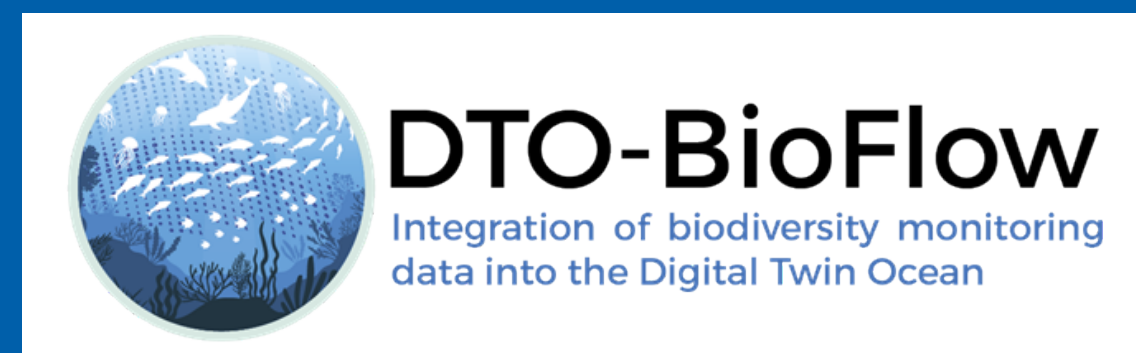 DTO-BioFlow
Integration of biodiversity monitoring
data into the Digital Twin Ocean